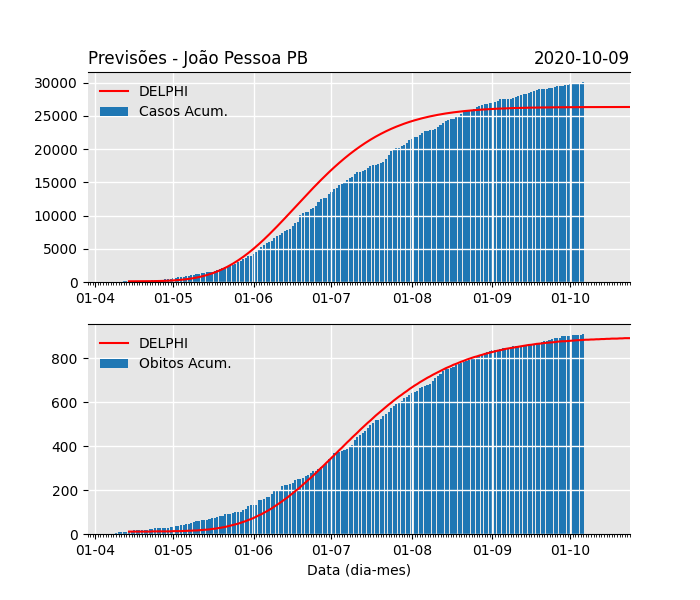 Previsões - João Pessoa PB 2020-10-09
30000
25000
20000
15000
10000
5000
0
DELPHI
Casos Acum.
01-04 01-05 01-06 01-07 01-08 01-09 01-10
800
600
400
200
0
DELPHI
Obitos Acum.
01-04 01-05 01-06 01-07 01-08 01-09 01-10
Data (dia-mes)